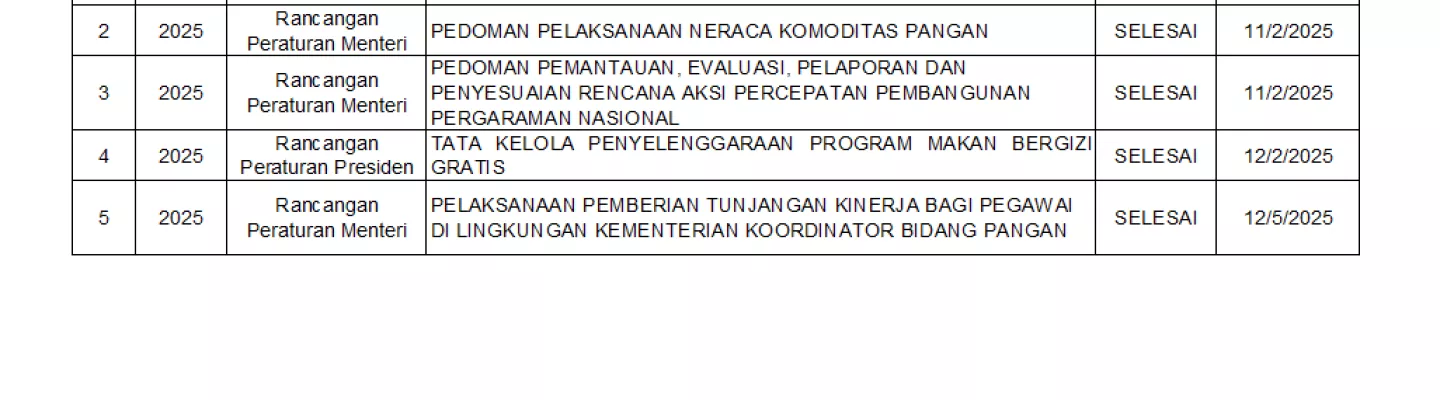 2 2025 Rancangan Peraturan Menteri PEDOMAN PELAKSANAAN NERACA KOMODITAS PANGAN SELESAI 11/2/2025
3 2025 Rancangan Peraturan Menteri PEDOMAN PEMANTAUAN, EVALUASI, PELAPORAN DAN
PENYESUAIAN RENCANA AKSI PERCEPATAN PEMBANGUNAN
PERGARAMAN NASIONAL SELESAI 11/2/2025
4 2025 Rancangan Peraturan Presiden TATA KELOLA PENYELENGGARAAN PROGRAM MAKAN BERGIZI
GRATIS SELESAI 12/2/2025
5 2025 Rancangan Peraturan Menteri PELAKSANAAN PEMBERIAN TUNJANGAN KINERJA BAGI PEGAWAI
DI LINGKUNGAN KEMENTERIAN KOORDINATOR BIDANG PANGAN SELESAI 12/5/2025